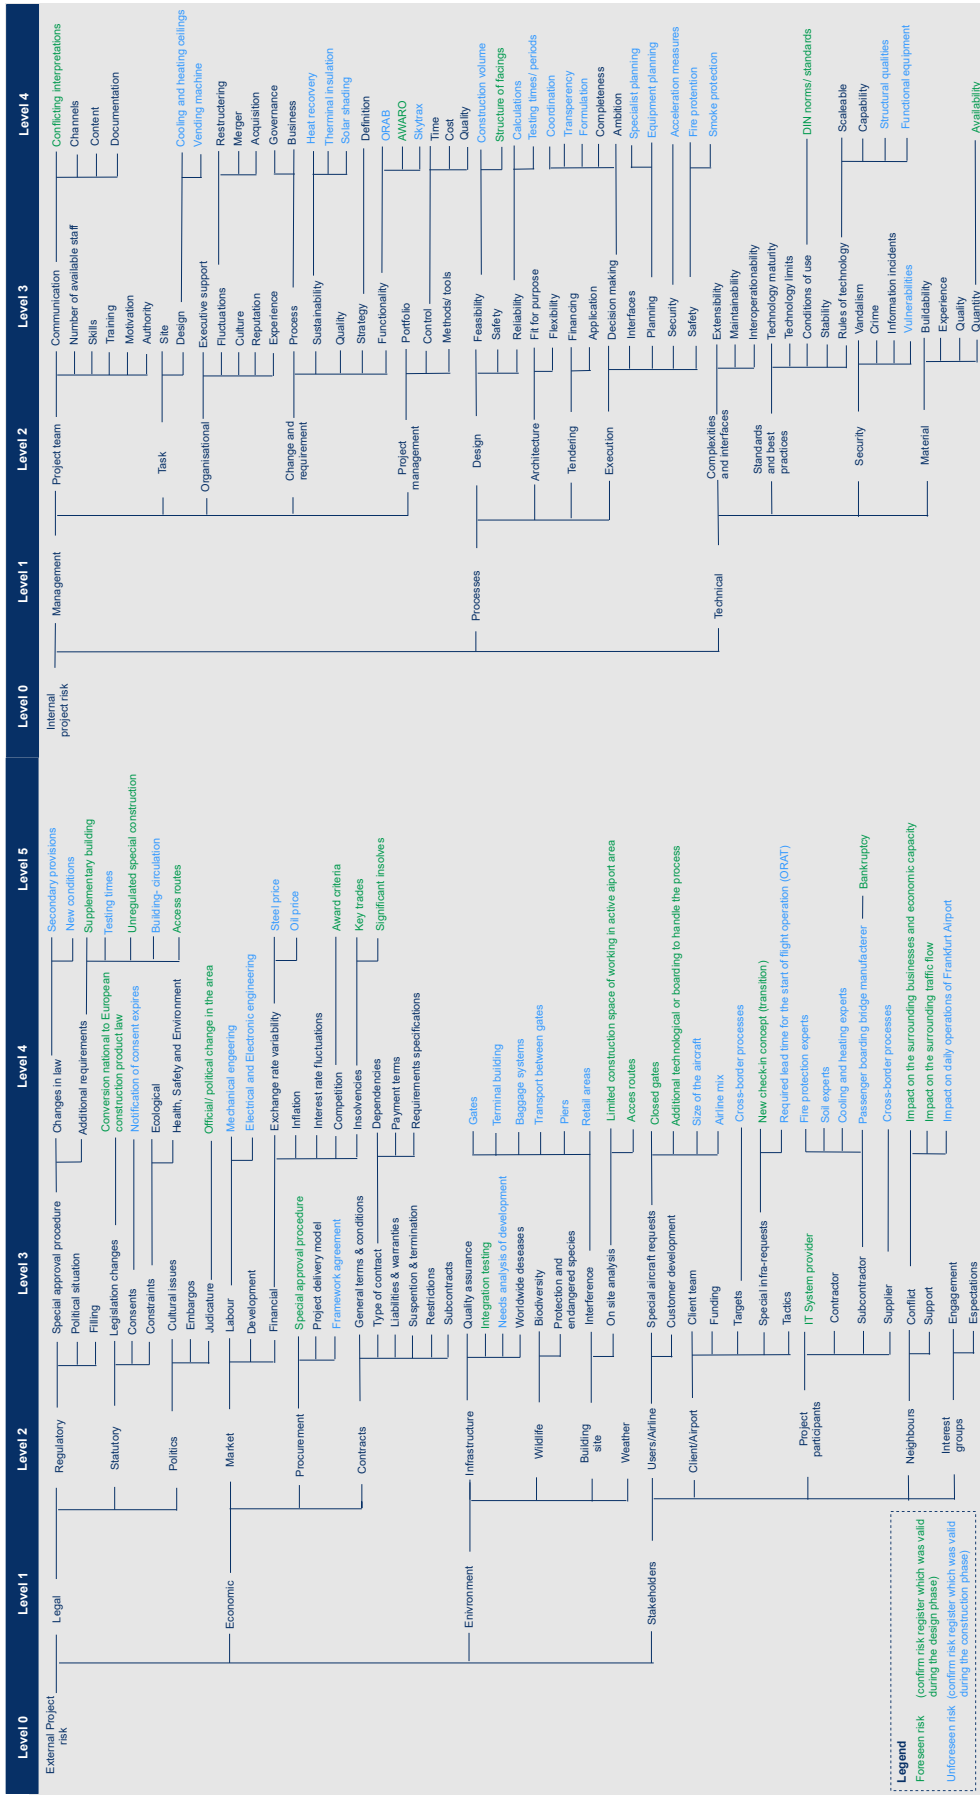 Level 0
Level 1
Level 2
Level 3
Level 4
Level 5
External Project
risk
Legal
Regulatory
Special approval procedure
Changes in law
Secondary provisions
New conditions
Additional requirements
Supplementary building
Testing times
Unregulated special construction
Building- circulation
Access routes
Political situation
Filing
Statutory
Legislation changes
Conversion national to European
construction product law
Consents
Notification of consent expires
Constraints
Ecological
Health, Safety and Environment
Politics
Cultural issues
Embargos
Judicature
Official/ political change in the area
Economic
Market
Labour
Mechanical engeering
Electrical and Electronic engineering
Development
Financial
Exchange rate variability
Steel price
Oil price
Inflation
Interest rate fluctuations
Competition
Award criteria
Insolvencies
Key trades
Significant insolves
Procurement
Special approval procedure
Project delivery model
Framework agreement
Contracts
General terms & conditions
Type of contract
Dependencies
Payment terms
Requirements specifications
Liabilities & warranties
Suspention & termination
Restrictions
Subcontracts
Enivronment
Infrastructure
Quality assurance
Integration testing
Needs analysis of development
Worldwide deseases
Wildlife
Biodiversity
Protection and
endangered species
Building
site
Interference
Gates
Terminal building
Baggage systems
Transport between gates
Piers
Retail areas
On site analysis
Limited construction space of working in active aiport area
Access routes
Weather
Stakeholders
Users/Airline
Special aircraft requests
Closed gates
Additional technological or boarding to handle the process
Size of the aircraft
Airline mix
Customer development
Client/Airport
Client team
Funding
Targets
Cross-border processes
Special infra-requests
New check-in concept (transition)
Required lead time for the start of flight operation (ORAT)
Tactics
Project
participants
IT System provider
Contractor
Subcontrador
Fire protection experts
Soil experts
Cooling and heating experts
Passenger boarding bridge manufacturer
Bankruptcy
Supplier
Cross-border processes
Neighbours
Conflict
Impact on the surrounding businesses and economic capacity
Impact on the surrounding traffic flow
Impact on daily operations of Frankfurt Airport
Support
Interest
groups
Engagement
Espectations
Legend
Foreseen risk (confirm risk register which was valid
during the design phase)
Unforeseen risk (confirm risk register which was valid
during the construction phase)
Level 0
Level 1
Level 2
Level 3
Level 4
Internal
project risk
Management
Project team
Communication
Conflicting interpretations
Channels
Content
Documentation
Number of available staff
Skills
Training
Motivation
Authority
Task
Site
Design
Cooling and heating ceilings
Vending machine
Organisational
Executive support
Fluctuations
Restructering
Merger
Acquisition
Culture
Reputation
Experience
Governance
Business
Change and
requirement
Process
Sustainability
Heat recorvery
Therminal insulation
Solar shading
Quality
Strategy
Definition
Functionality
ORAB
AWARO
Skytrax
Project
management
Portfolio
Control
Time
Cost
Quality
Methods/ tools
Processes
Design
Feasibility
Construction volume
Structure of facings
Safety
Reliability
Calculations
Testing times/ periods
Architecture
Fit for purpose
Flexibility
Tendering
Financing
Application
Execution
Decision making
Coordination
Transperency
Formulation
Completeness
Ambition
Interfaces
Planning
Specialist planning
Equipment planning
Security
Acceleration measures
Safety
Fire protention
Smoke protection
Technical
Complexities
and interfaces
Extensibility
Maintainability
Interoperationability
Standards
and best
practices
Technology maturity
Technology limits
Conditions of use
DIN norms/ standards
Stability
Rules of technology
Scaleable
Capability
Structural qualities
Functional equipment
Security
Vandalism
Crime
Information incidents
Vulnerabilities
Material
Buildability
Experience
Quality
Quantity
Availability